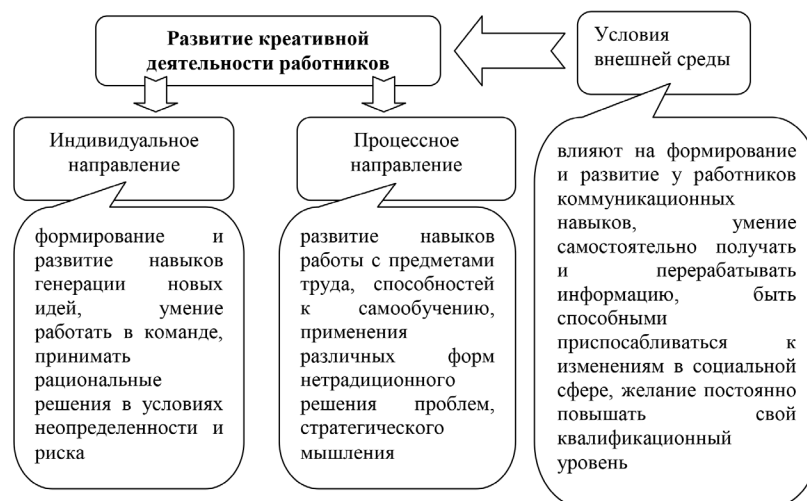 Развитие креативной
деятельности работников
Условия
внешней среды
Индивидуальное
направление
Процессное
направление
формирование и
развитие навыков
генерации новых
идей, умение
работать в команде,
принимать
рациональные
решения в условиях
неопределенности и
риска
развитие навыков
работы с предметами
труда, способностей
к самообучению,
применения
различных форм
нетрадиционного
решения проблем,
стратегического
мышления
влияют на формирование
и развитие у работников
коммуникационных
навыков, умение
самостоятельно получать
и перерабатывать
информацию, быть
способными
приспосабливаться к
изменениям в социальной
сфере, желание постоянно
повышать свой
квалификационный
уровень